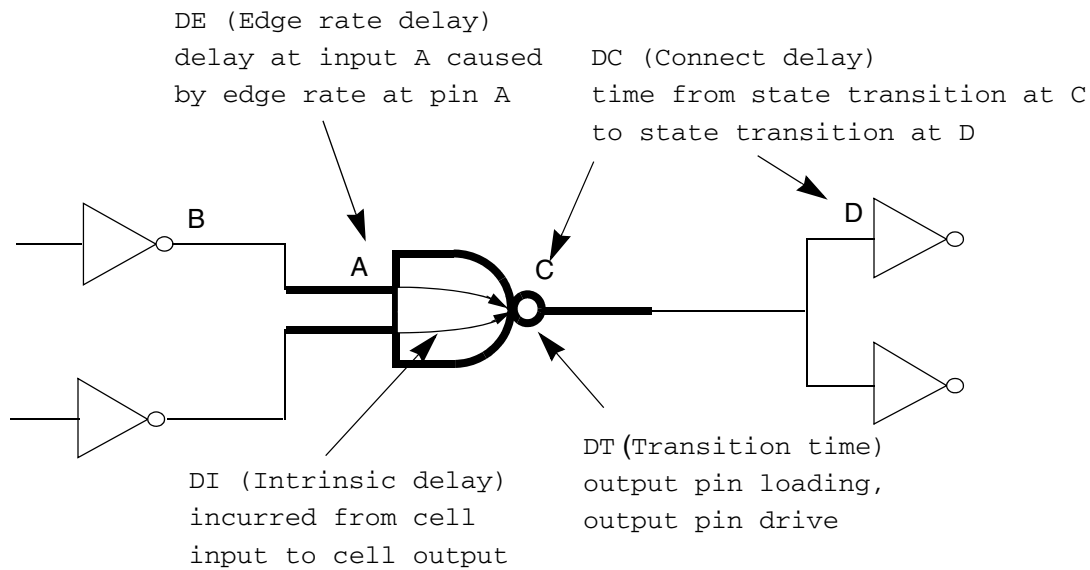 DE (Edge rate delay)
delay at input A caused
by edge rate at pin A
DC (Connect delay)
time from state transition at C
to state transition at D
B
A
C
D
DI (Intrinsic delay)
incurred from cell
input to cell output
DT (Transition time)
output pin loading,
output pin drive